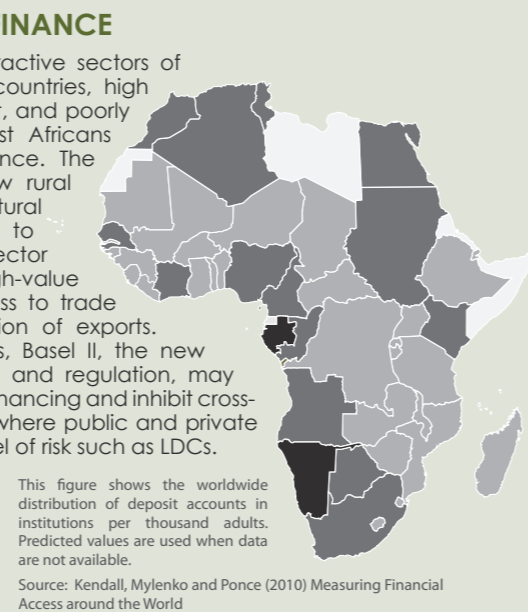 FINANCE
ractive sectors of
countries, high
t, and poorly
st Africans
nce. The
w rural
tural
to
ector
gh-value
ss to trade
ion of exports.
s, Basel II, the new
and regulation, may
nancing and inhibit cross-
where public and private
el of risk such as LDCs.
This figure shows the worldwide
distribution of deposit accounts in
institutions per thousand adults.
Predicted values are used when data
are not available.
Source: Kendall, Mylenko and Ponce (2010) Measuring Financial
Access around the World